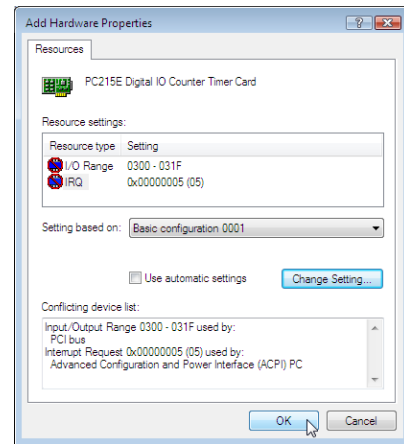 Add Hardware Properties
Resources
PC215E Digital IO Counter Timer Card
Resource settings:
Resource type Setting
I/O Range 0300 - 031F
IRQ 0x00000005 (05)
Setting based on: Basic configuration 0001
Use automatic settings Change Setting...
Conflicting device list:
Input/Output Range 0300 - 031F used by:
PCI bus
Interrupt Request 0x00000005 (05) used by:
Advanced Configuration and Power Interface (ACPI) PC
OK Cancel